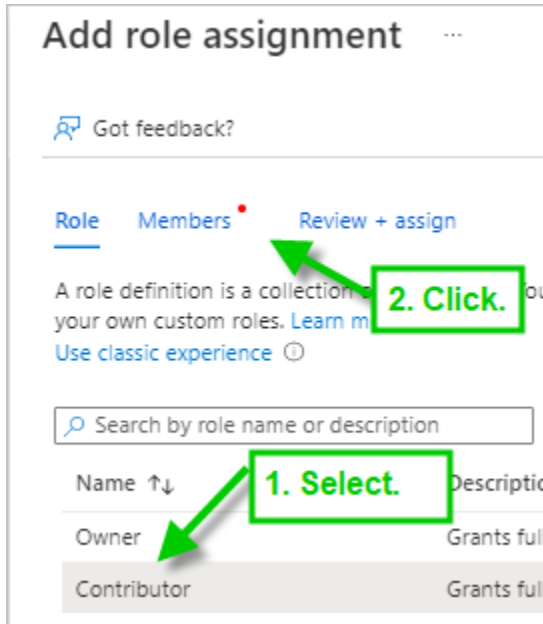 Add role assignment ...
Got feedback?
Role Members Review + assign
A role definition is a collection
2. Click.
your own custom roles. Learn m
Use classic experience
Search by role name or description
Name ↑↓ Descriptio
1. Select.
Owner Grants ful
Contributor Grants ful